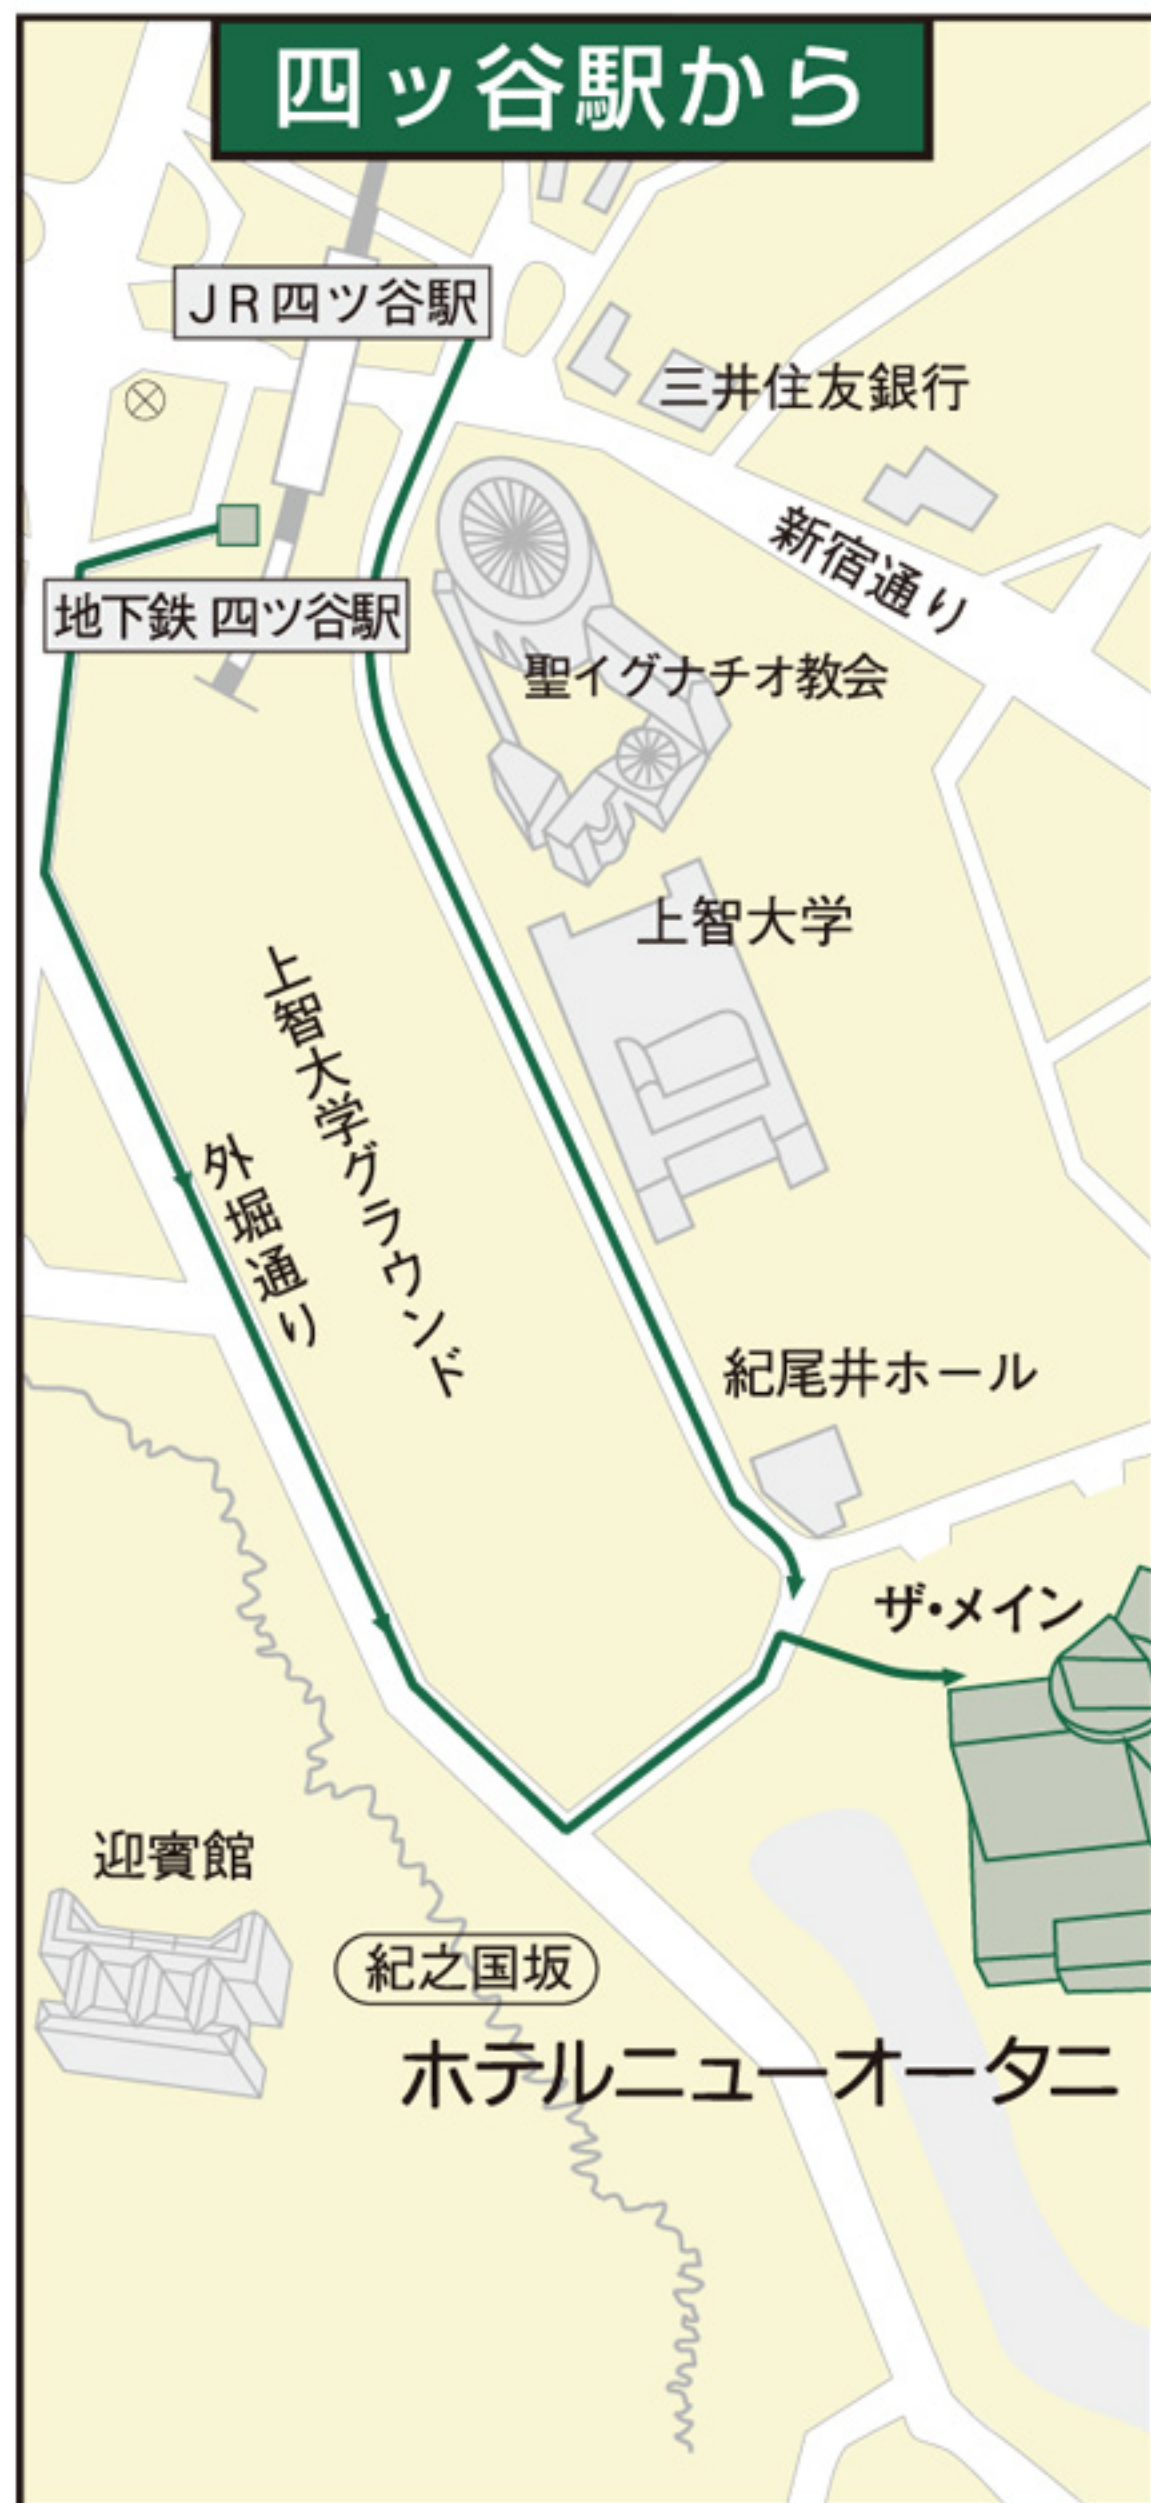 四ッ谷駅から
JR四ツ谷駅
三井住友銀行
新宿通り
地下鉄 四ツ谷駅
聖イグナチオ教会
上智大学
上智大学グラウンド
外堀通り
紀尾井ホール
ザ・メイン
迎賓館
紀之国坂
ホテルニューオータニ